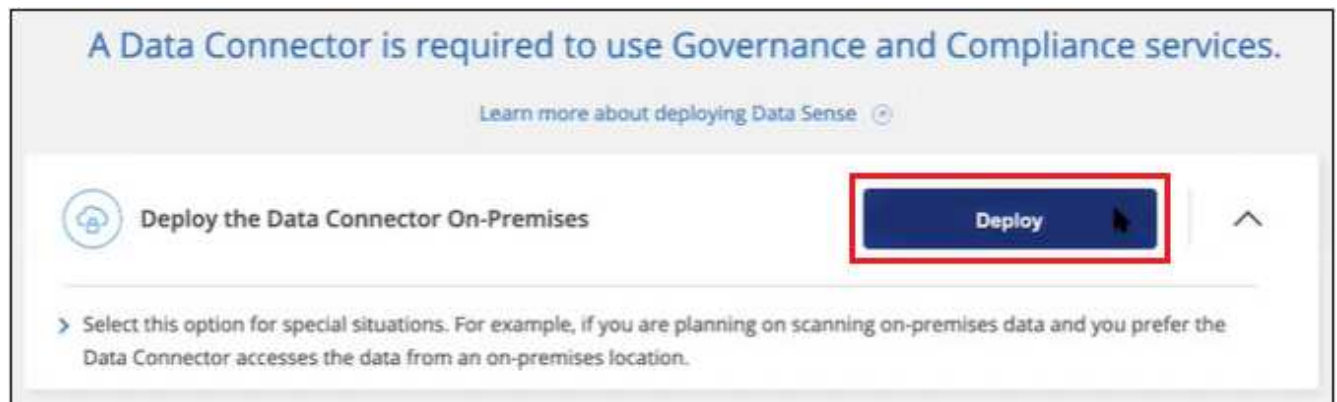 A Data Connector is required to use Governance and Compliance services.
Learn more about deploying Data Sense
Deploy the Data Connector On-Premises
Deploy
Select this option for special situations. For example, if you are planning on scanning on-premises data and you prefer the
Data Connector accesses the data from an on-premises location.